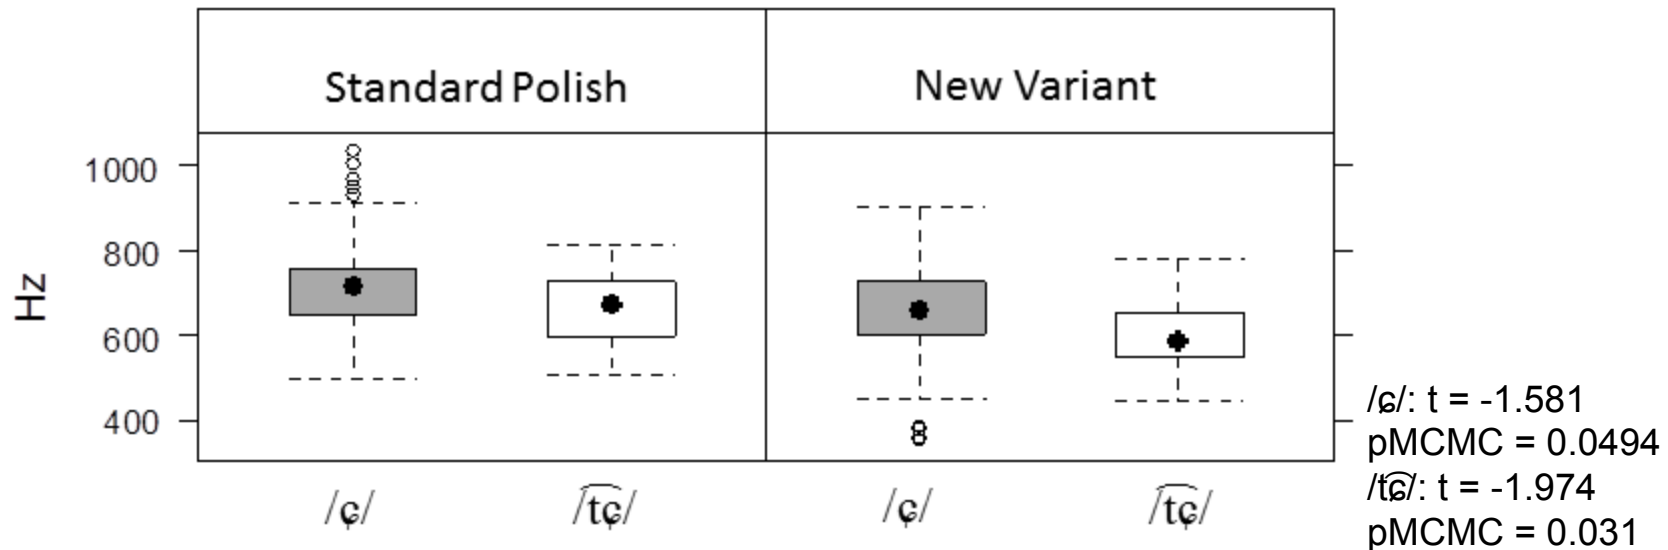 Standard Polish
New Variant
Hz
1000
800
600
400
/ɕ/
/t͡ɕ/
/ɕ/
/t͡ɕ/
/ɕ/: t = -1.581
pMCMC = 0.0494
/t͡ɕ/: t = -1.974
pMCMC = 0.031